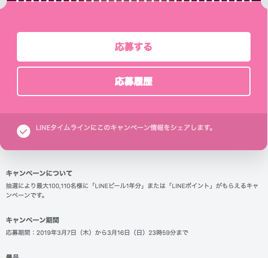 応募する
応募履歴
LINEタイムラインにこのキャンペーン情報をシェアします。
キャンペーンについて
抽選により最大100,110名様に「LINEビール1年分」または「LINEポイント」がもらえるキャ
ンペーンです。
キャンペーン期間
応募期間：2019年3月7日（木）から3月16日（日）23時59分まで